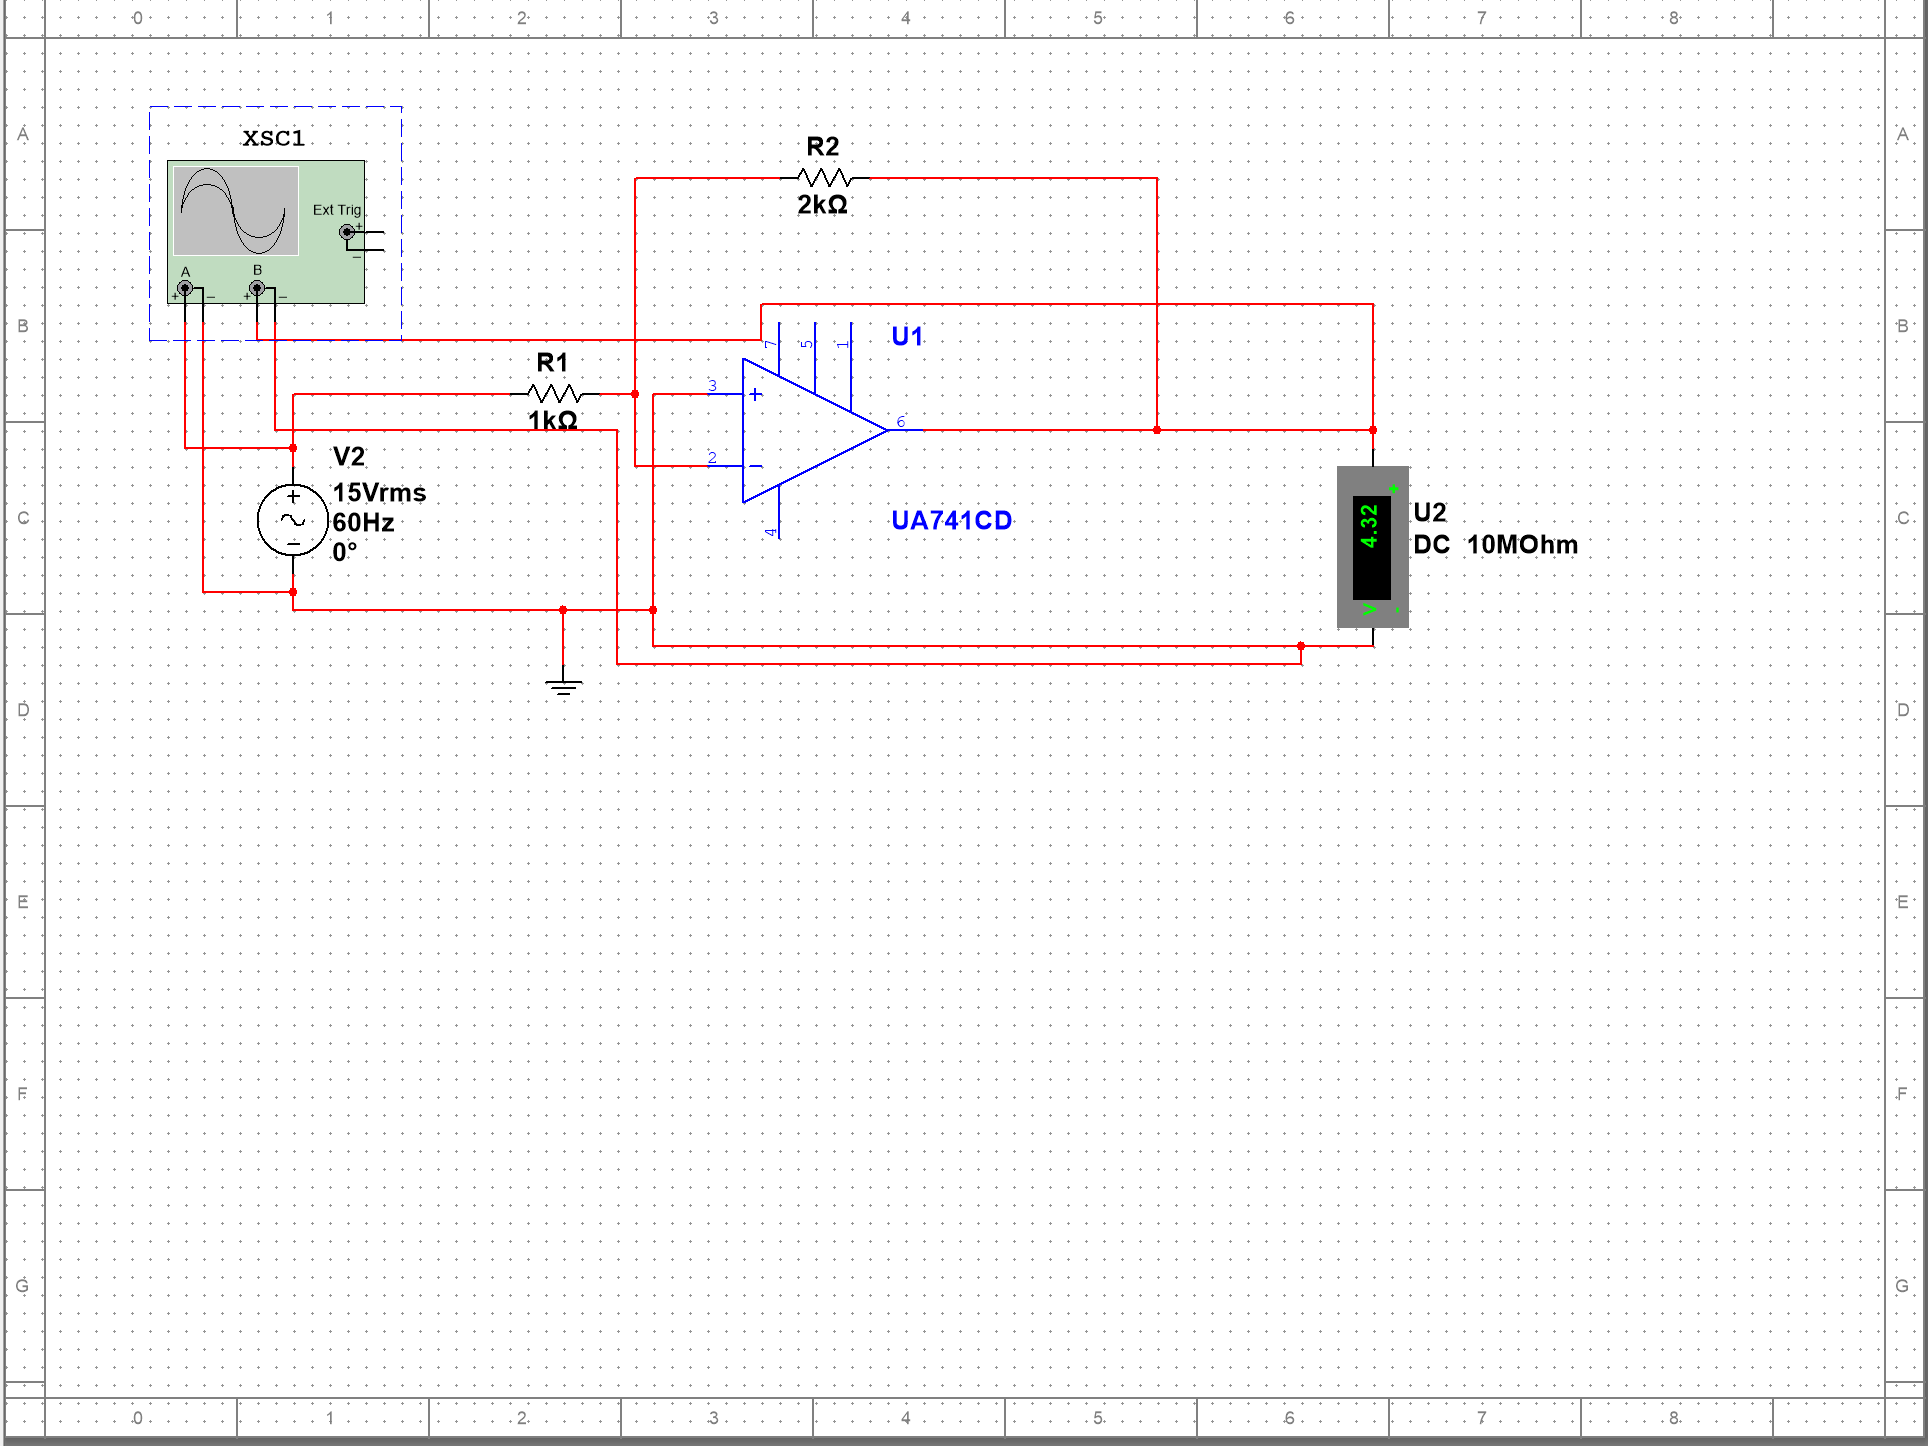 0 1 2 3 4 5 6 7 8
A A
XSC1
R2
2kΩ
Ext Trig
+
−
A B
+ − + −
B B
U1
7 5 1
R1
1kΩ
3 +
6
2 −
V2
+
15Vrms
60Hz
0°
−
4
UA741CD
C C
+
4.32
V -
U2
DC 10MOhm
D D
E E
F F
G G
0 1 2 3 4 5 6 7 8